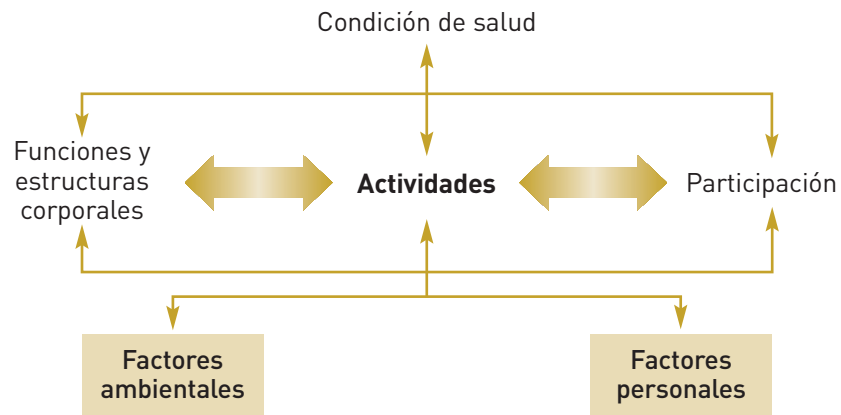 Condición de salud
Funciones y
estructuras
corporales
Actividades
Participación
Factores
ambientales
Factores
personales